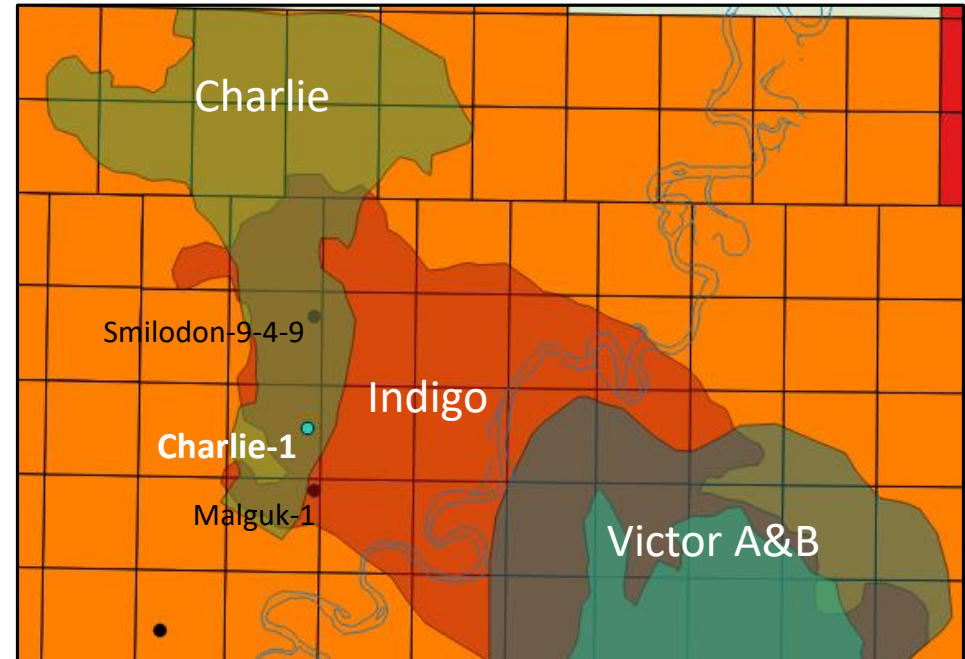 Charlie
Smilodon-9-4-9
Indigo
Charlie-1
Malguk-1
Victor A&B